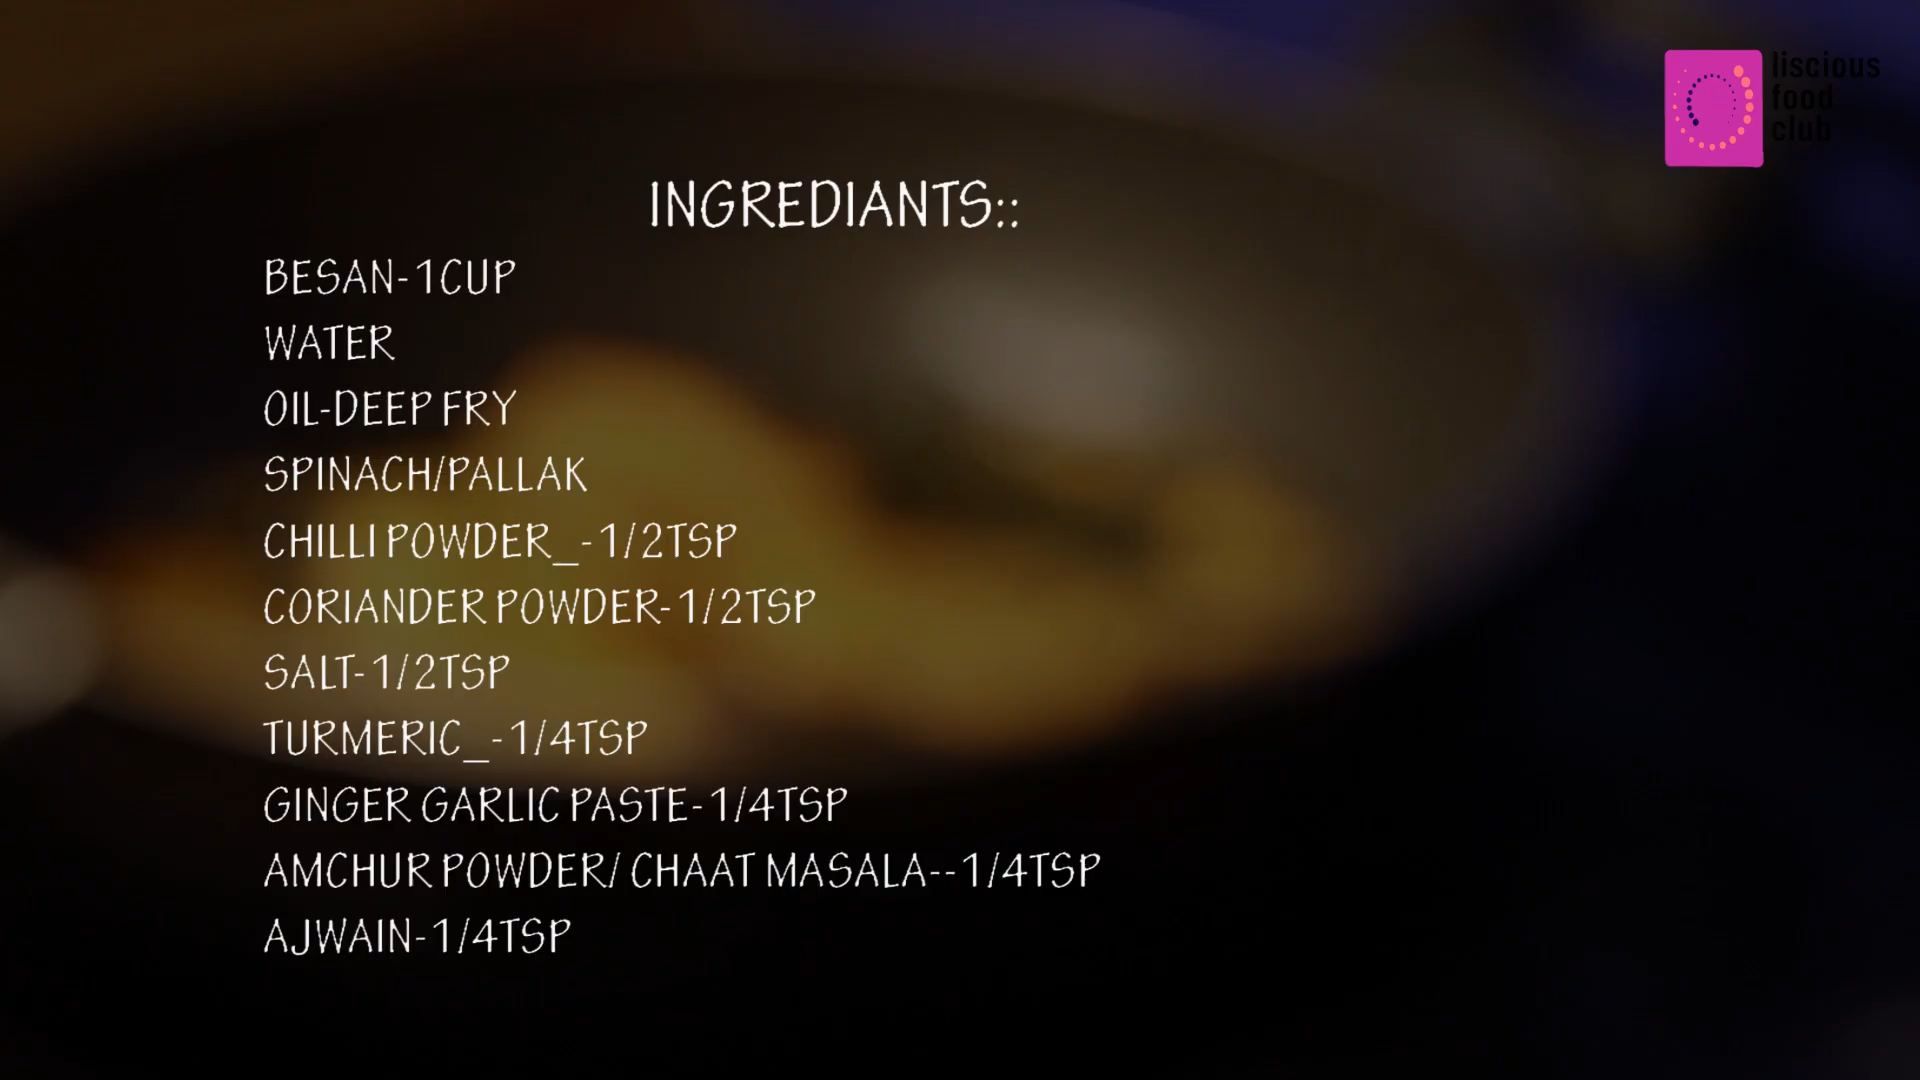 liscious
food
club
INGREDIANTS::
BESAN-1CUP
WATER
OIL-DEEP FRY
SPINACH/PALLAK
CHILLI POWDER_-1/2TSP
CORIANDER POWDER-1/2TSP
SALT-1/2TSP
TURMERIC_-1/4TSP
GINGER GARLIC PASTE-1/4TSP
AMCHUR POWDER/ CHAAT MASALA--1/4TSP
AJWAIN-1/4TSP